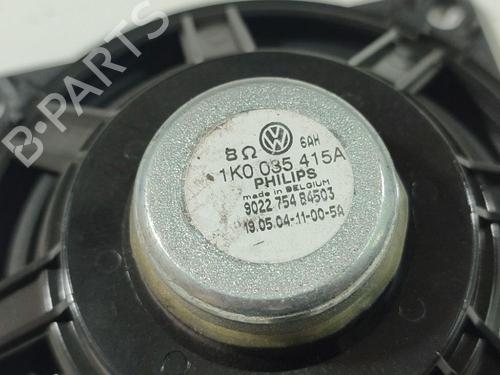 B-PARTS
8Ω 6AH
1K0 035 415A
PHILIPS
made in BELGIUM
9022 754 84503
19.05.04-11-00-5A